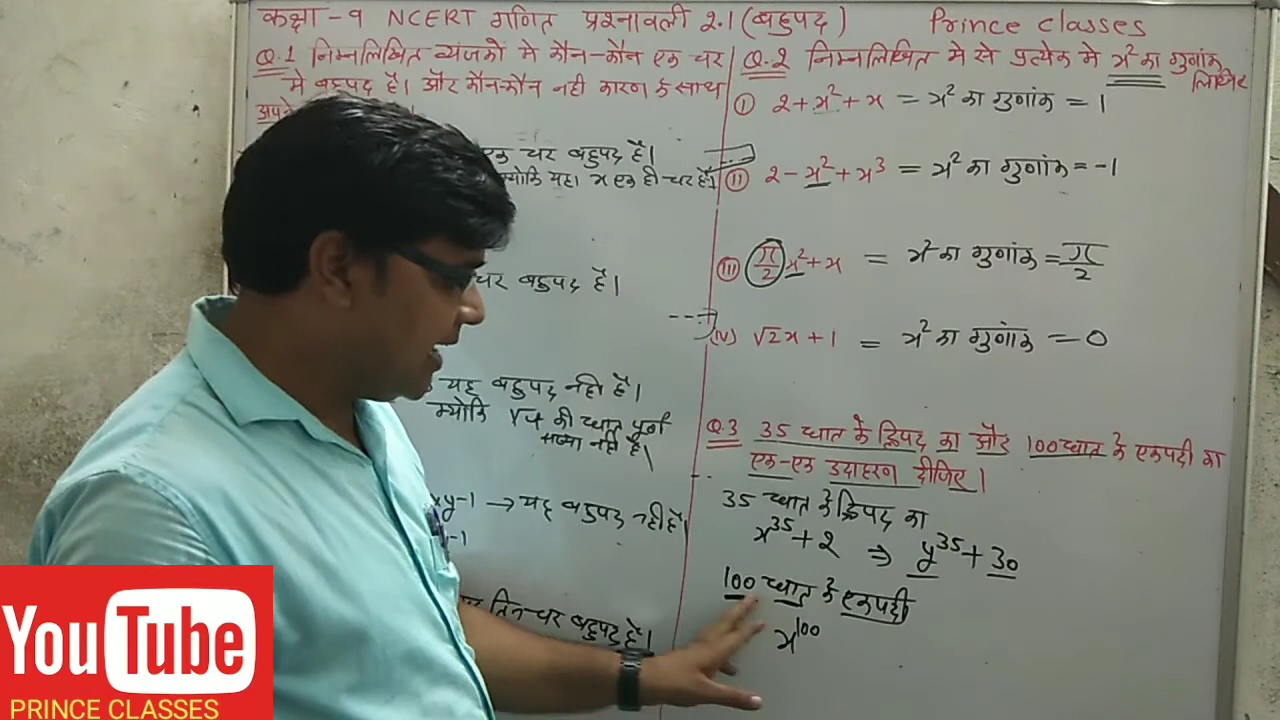 कक्षा - 9 NCERT गणित प्रश्नावली 2.1 (बहुपद) Prince classes
Q.1 निम्नलिखित व्यंजको मे कौन-कौन एक चर
मे बहुपद है। और कौन-कौन नही कारण के साथ
एक चर बहुपद है।
x एक ही चर है।
चर बहुपद है।
यह बहुपद नही है।
क्योकि √y की घात पूर्ण
संख्या नही है।
y-1 → यह बहुपद नही है।
-1
तिन-चर बहुपद है।
Q.2 निम्नलिखित मे से प्रत्येक मे x² का गुणांक
लिखिए
(i) 2+x²+x = x² का गुणांक = 1
(ii) 2-x²+x³ = x² का गुणांक = -1
(iii) π/2 x²+x = x² का गुणांक = π/2
(iv) √2x+1 = x² का गुणांक = 0
Q.3 35 घात के द्विपद का और 100 घात के एकपदी का
एक-एक उदाहरण दीजिए।
35 घात के द्विपद का
x³⁵+2 ⇒ y³⁵+30
100 घात के एकपदी
x¹⁰⁰
YouTube
PRINCE CLASSES